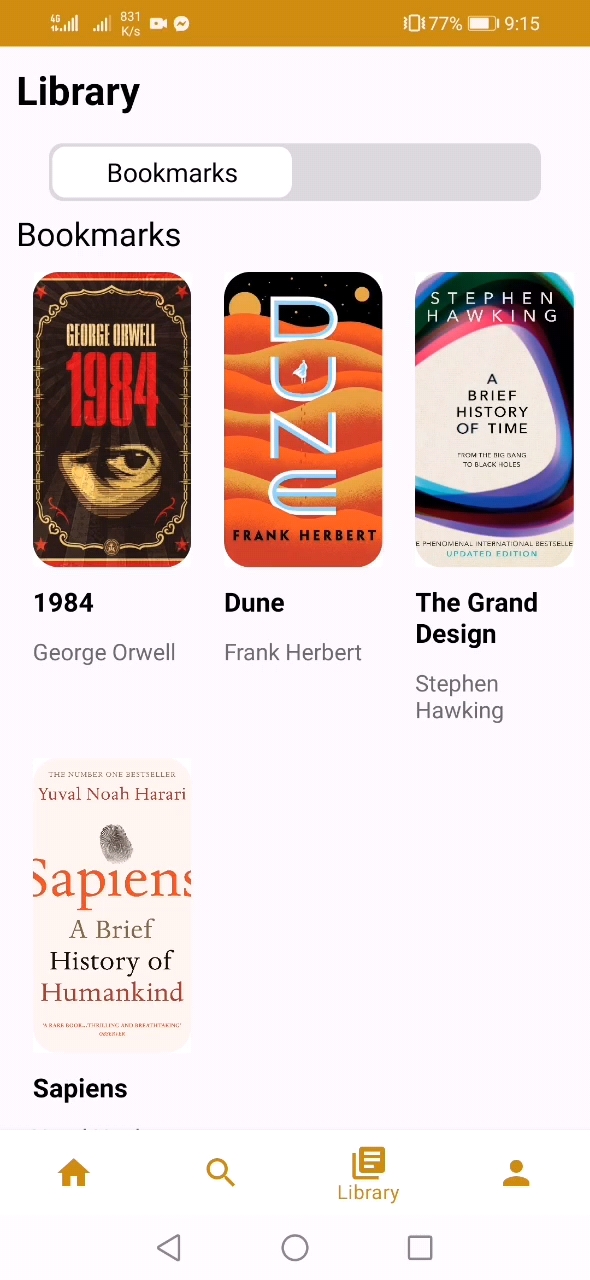 4G 831 K/s 77% 9:15
Library
Bookmarks
Bookmarks
GEORGE ORWELL
1984
DUNE
FRANK HERBERT
STEPHEN
HAWKING
A
BRIEF
HISTORY
OF TIME
FROM THE BIG BANG
TO BLACK HOLES
E PHENOMENAL INTERNATIONAL BESTSELLE
UPDATED EDITION
1984
George Orwell
Dune
Frank Herbert
The Grand
Design
Stephen
Hawking
THE NUMBER ONE BESTSELLER
Yuval Noah Harari
Sapiens
A Brief
History of
Humankind
'A RARE BOOK...THRILLING AND BREATHTAKING'
OBSERVER
Sapiens
Library